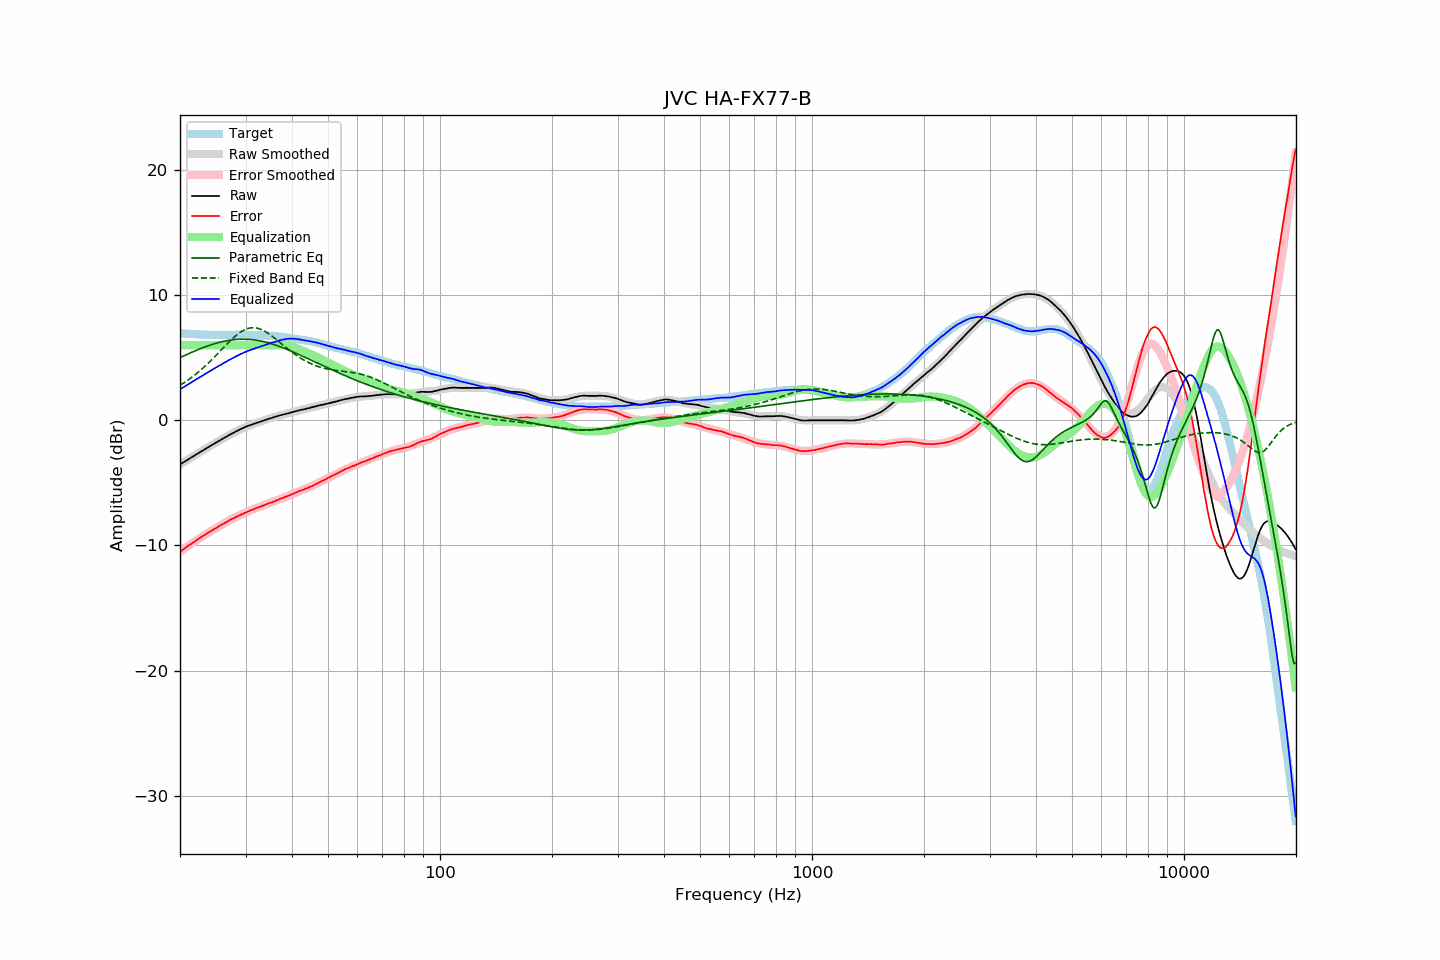 JVC HA-FX77-B
Target
Raw Smoothed
Error Smoothed
Raw
Error
Equalization
Parametric Eq
Fixed Band Eq
Equalized
20
10
0
−10
−20
−30
Amplitude (dBr)
100
1000
10000
Frequency (Hz)